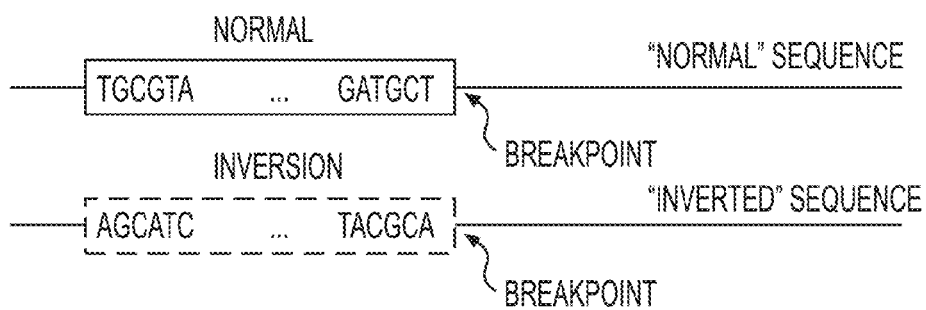 NORMAL
"NORMAL" SEQUENCE
TGCGTA ... GATGCT
BREAKPOINT
INVERSION
"INVERTED" SEQUENCE
AGCATC ... TACGCA
BREAKPOINT